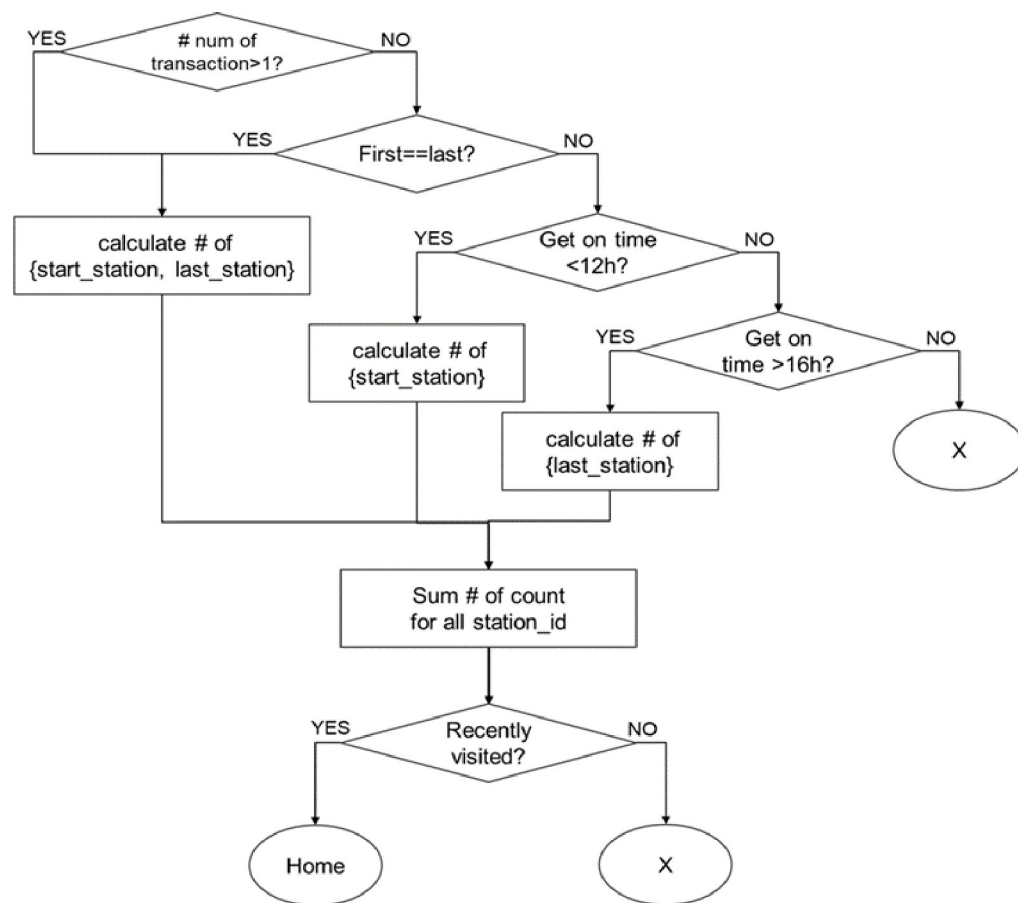 YES
# num of
transaction>1?
NO
YES
First==last?
NO
calculate # of
{start_station, last_station}
YES
Get on time
<12h?
NO
calculate # of
{start_station}
YES
Get on
time >16h?
NO
calculate # of
{last_station}
X
Sum # of count
for all station_id
YES
Recently
visited?
NO
Home
X